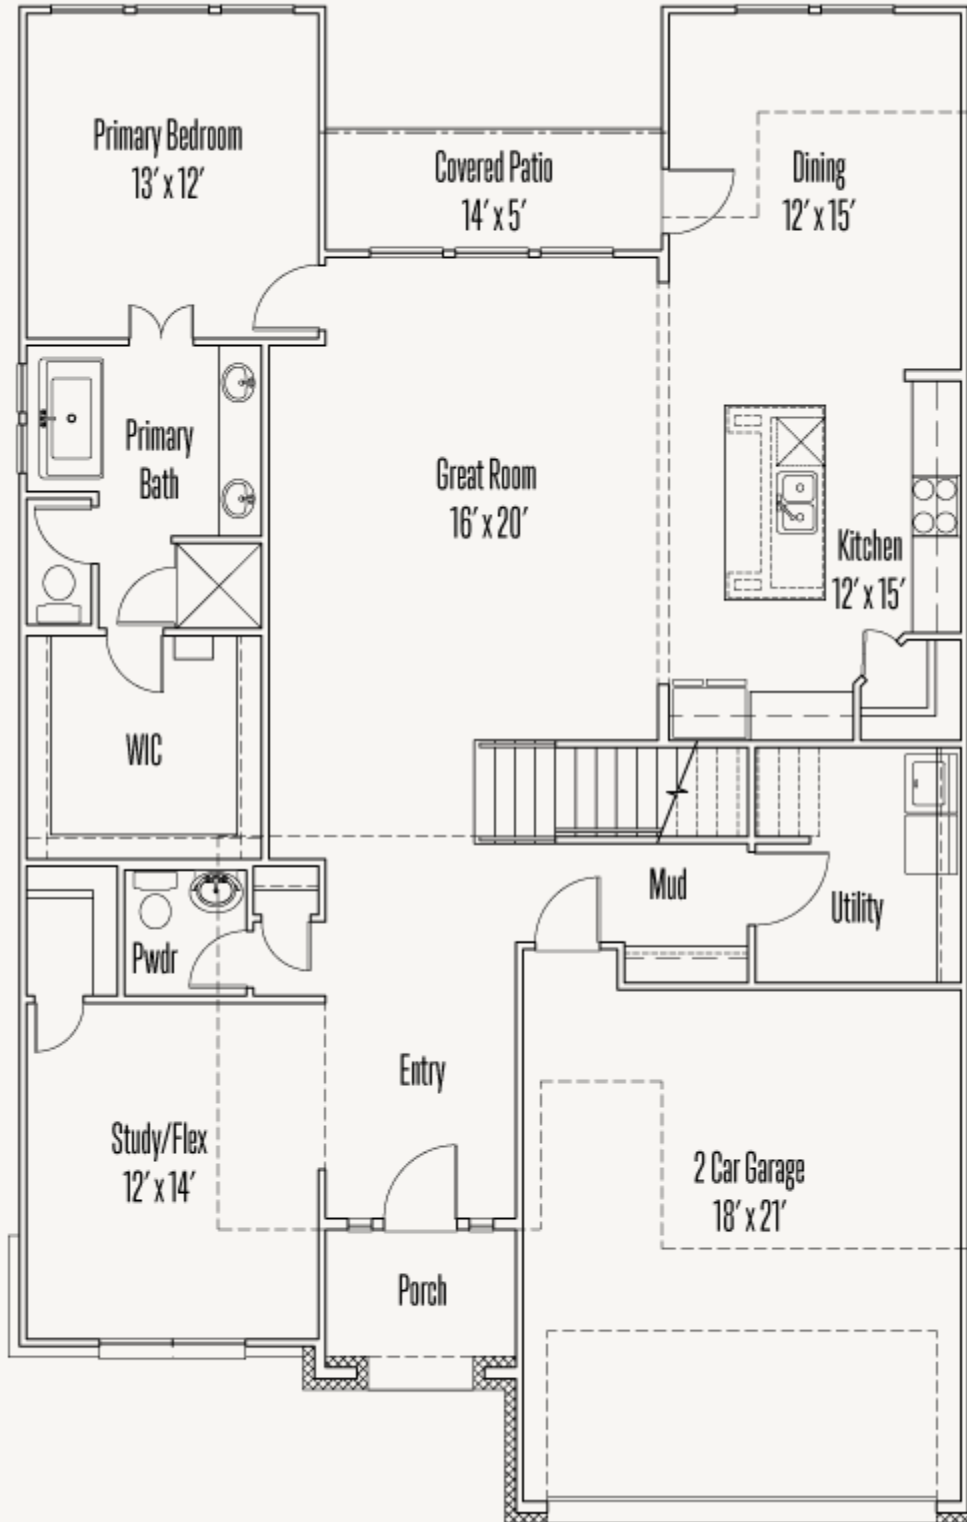 Primary Bedroom
13' x 12'
Covered Patio
14' x 5'
Dining
12' x 15'
Primary
Bath
Great Room
16' x 20'
Kitchen
12' x 15'
WIC
Mud
Utility
Pwdr
Entry
Study/Flex
12' x 14'
2 Car Garage
18' x 21'
Porch